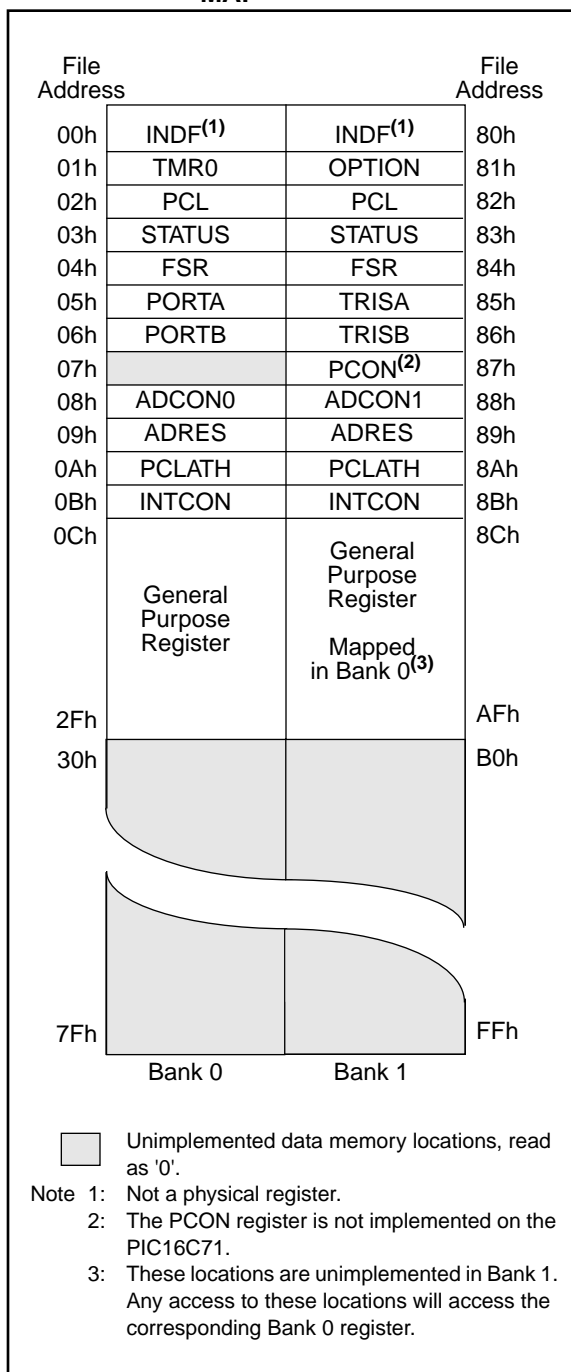 File Address File Address
00h INDF(1) INDF(1) 80h
01h TMR0 OPTION 81h
02h PCL PCL 82h
03h STATUS STATUS 83h
04h FSR FSR 84h
05h PORTA TRISA 85h
06h PORTB TRISB 86h
07h PCON(2) 87h
08h ADCON0 ADCON1 88h
09h ADRES ADRES 89h
0Ah PCLATH PCLATH 8Ah
0Bh INTCON INTCON 8Bh
0Ch 8Ch
General Purpose Register
General Purpose Register
Mapped in Bank 0(3)
2Fh AFh
30h B0h
7Fh FFh
Bank 0 Bank 1
Unimplemented data memory locations, read
as '0'.
Note 1: Not a physical register.
2: The PCON register is not implemented on the
PIC16C71.
3: These locations are unimplemented in Bank 1.
Any access to these locations will access the
corresponding Bank 0 register.